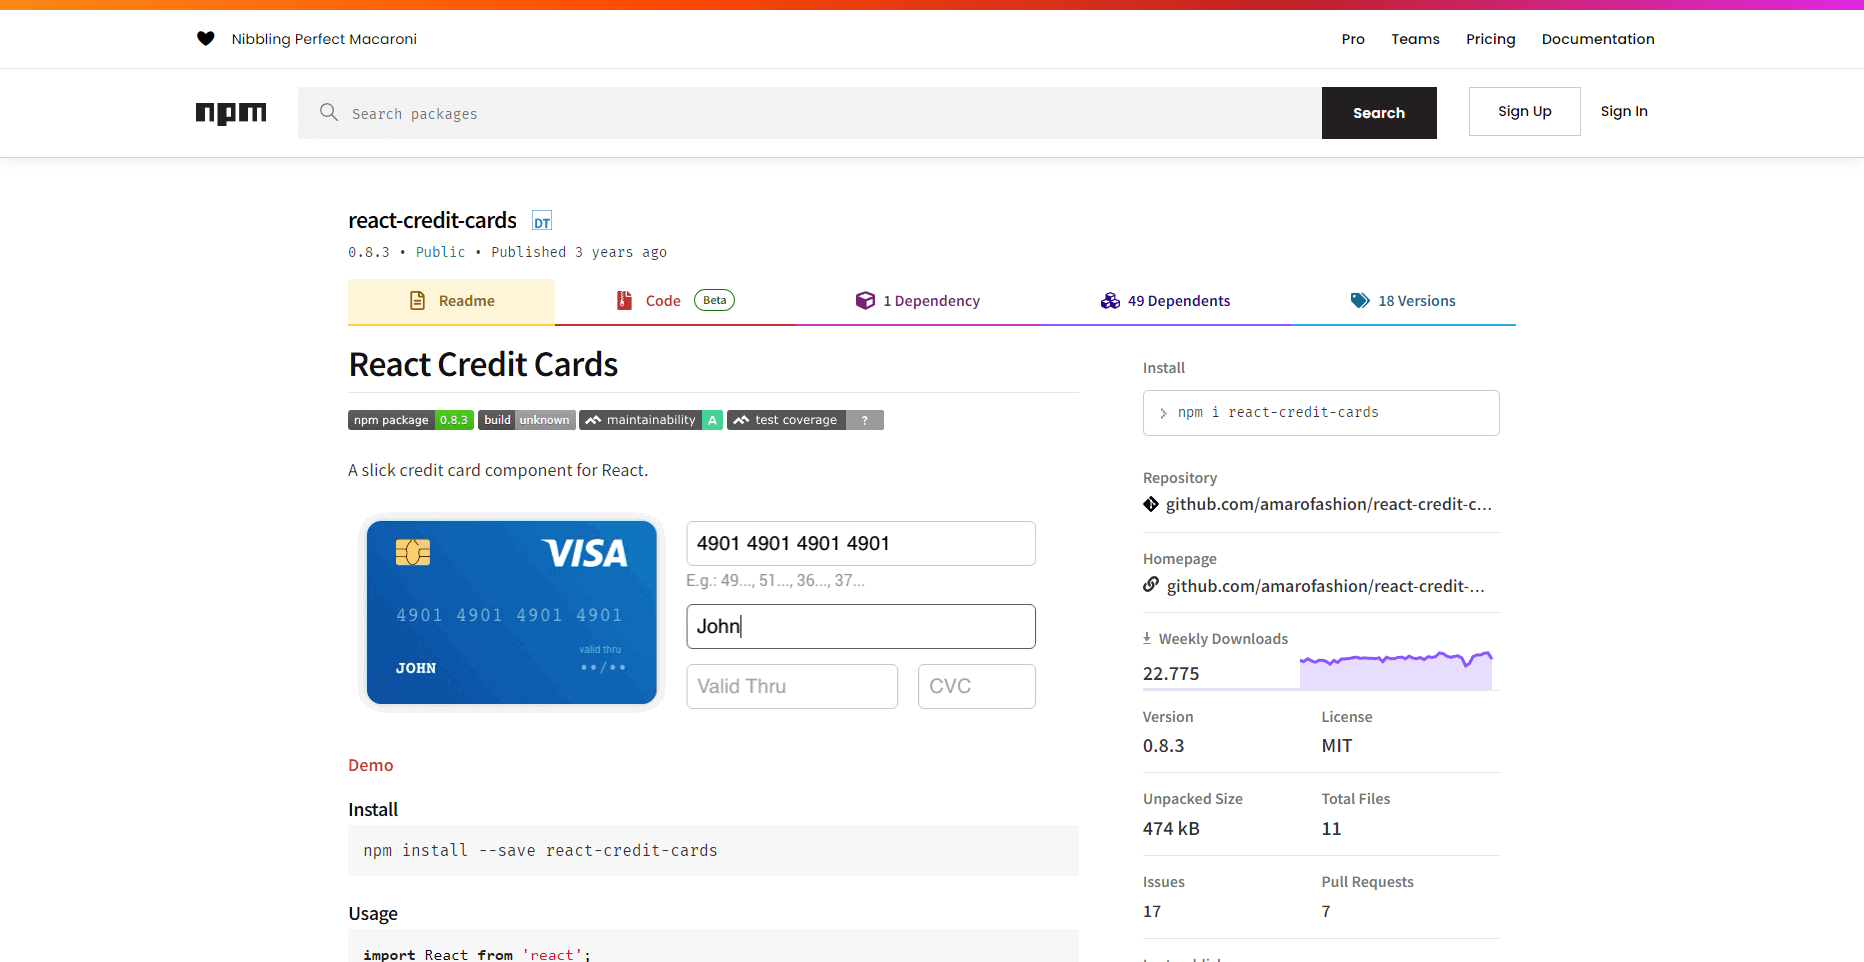 Nibbling Perfect Macaroni
Pro Teams Pricing Documentation
npm
Search packages
Search
Sign Up
Sign In
react-credit-cards DT
0.8.3 • Public • Published 3 years ago
Readme
Code Beta
1 Dependency
49 Dependents
18 Versions
React Credit Cards
npm package 0.8.3 build unknown maintainability A test coverage ?
A slick credit card component for React.
VISA
4901 4901 4901 4901
valid thru
JOHN ••/••
4901 4901 4901 4901
E.g.: 49..., 51..., 36..., 37...
John
Valid Thru
CVC
Demo
Install
npm install --save react-credit-cards
Usage
import React from 'react';
Install
> npm i react-credit-cards
Repository
github.com/amarofashion/react-credit-c...
Homepage
github.com/amarofashion/react-credit-...
Weekly Downloads
22.775
Version
0.8.3
License
MIT
Unpacked Size
474 kB
Total Files
11
Issues
17
Pull Requests
7